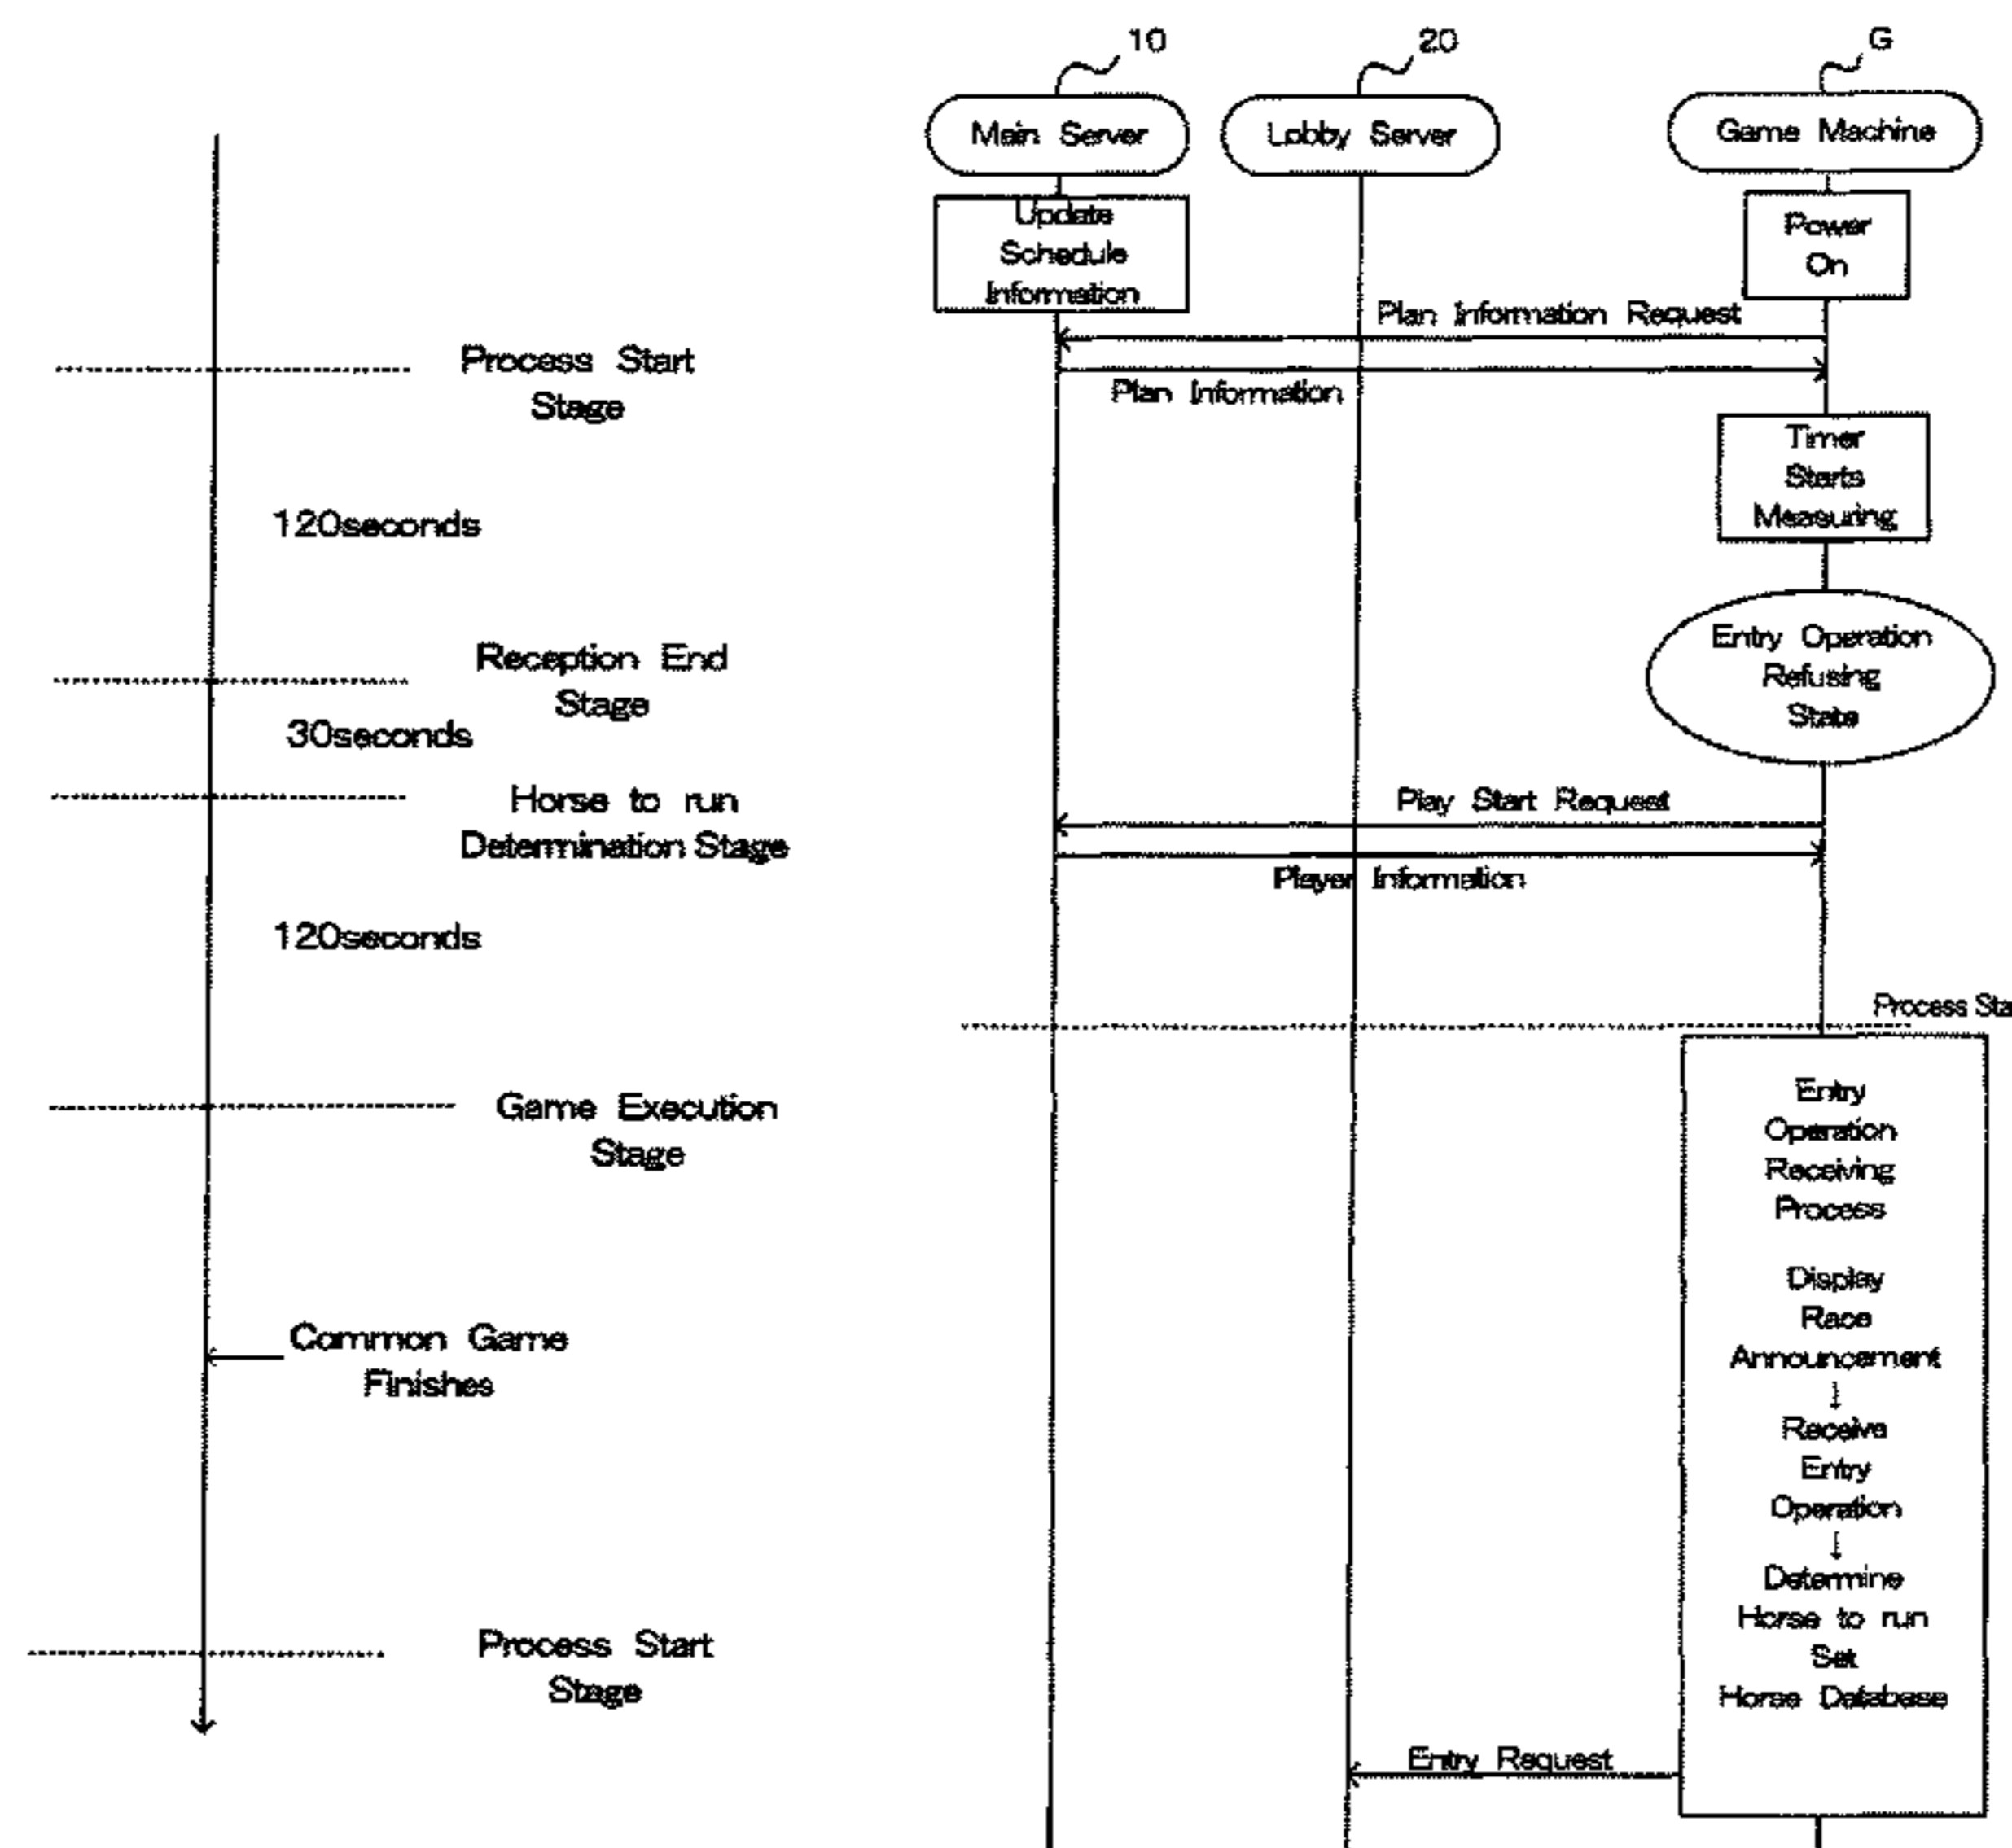 Process Start
Stage
120seconds
Reception End
Stage
30seconds
Horse to run
Determination Stage
120seconds
Game Execution
Stage
Common Game
Finishes
Process Start
Stage
10
20
G
Main Server
Lobby Server
Game Machine
Update
Schedule
Information
Power
On
Plan Information Request
Plan Information
Timer
Starts
Measuring
Entry Operation
Refusing
State
Play Start Request
Player Information
Process Sta
Entry
Operation
Receiving
Process
Display
Race
Announcement
Receive
Entry
Operation
Determine
Horse to run
Set
Horse Database
Entry Request